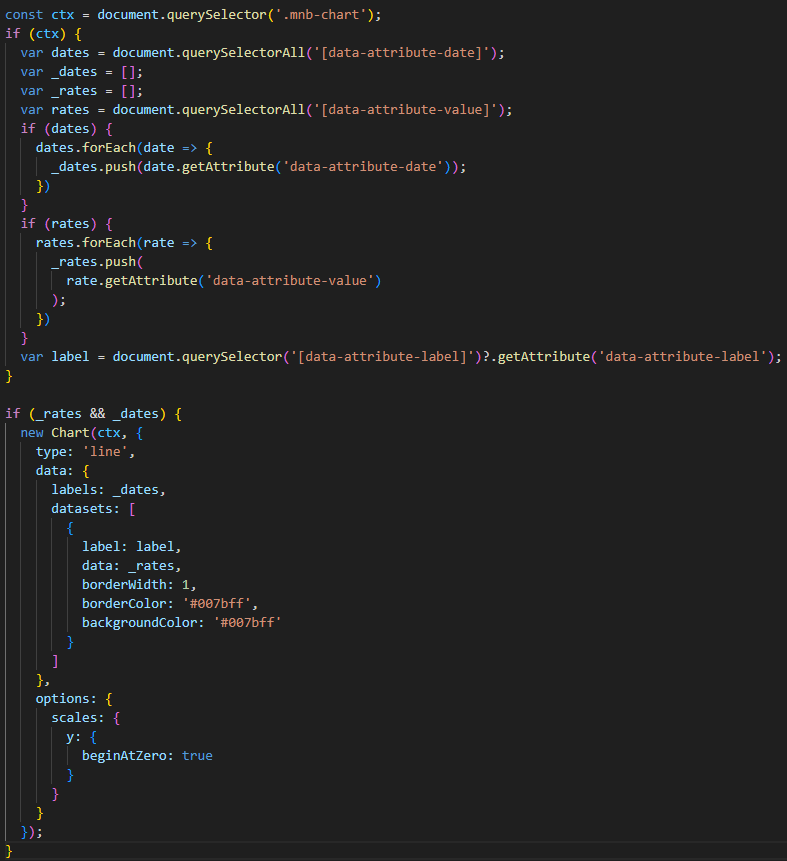 const ctx = document.querySelector('.mnb-chart');
if (ctx) {
  var dates = document.querySelectorAll('[data-attribute-date]');
  var _dates = [];
  var _rates = [];
  var rates = document.querySelectorAll('[data-attribute-value]');
  if (dates) {
    dates.forEach(date => {
      _dates.push(date.getAttribute('data-attribute-date'));
    })
  }
  if (rates) {
    rates.forEach(rate => {
      _rates.push(
        rate.getAttribute('data-attribute-value')
      );
    })
  }
  var label = document.querySelector('[data-attribute-label]')?.getAttribute('data-attribute-label');
}

if (_rates && _dates) {
  new Chart(ctx, {
    type: 'line',
    data: {
      labels: _dates,
      datasets: [
        {
          label: label,
          data: _rates,
          borderWidth: 1,
          borderColor: '#007bff',
          backgroundColor: '#007bff'
        }
      ]
    },
    options: {
      scales: {
        y: {
          beginAtZero: true
        }
      }
    }
  });
}